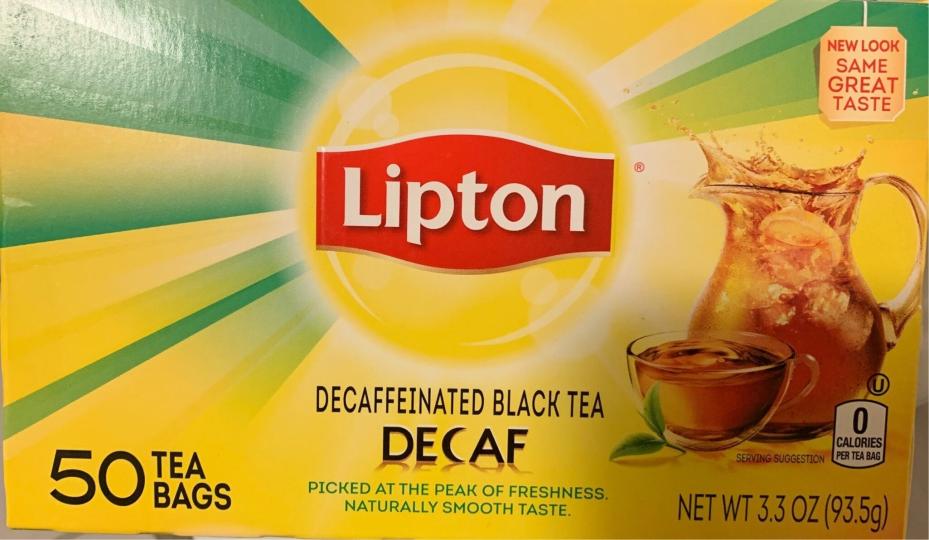 NEW LOOK
SAME
GREAT
TASTE
Lipton®
DECAFFEINATED BLACK TEA
DECAF
PICKED AT THE PEAK OF FRESHNESS.
NATURALLY SMOOTH TASTE.
50 TEA
BAGS
U
0
CALORIES
PER TEA BAG
SERVING SUGGESTION
NET WT 3.3 OZ (93.5g)